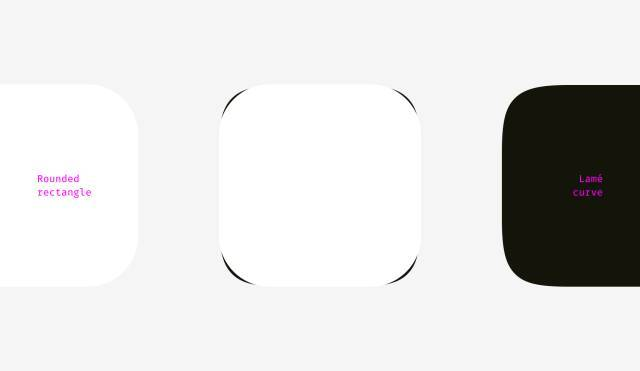 Rounded
rectangle
Lamé
curve